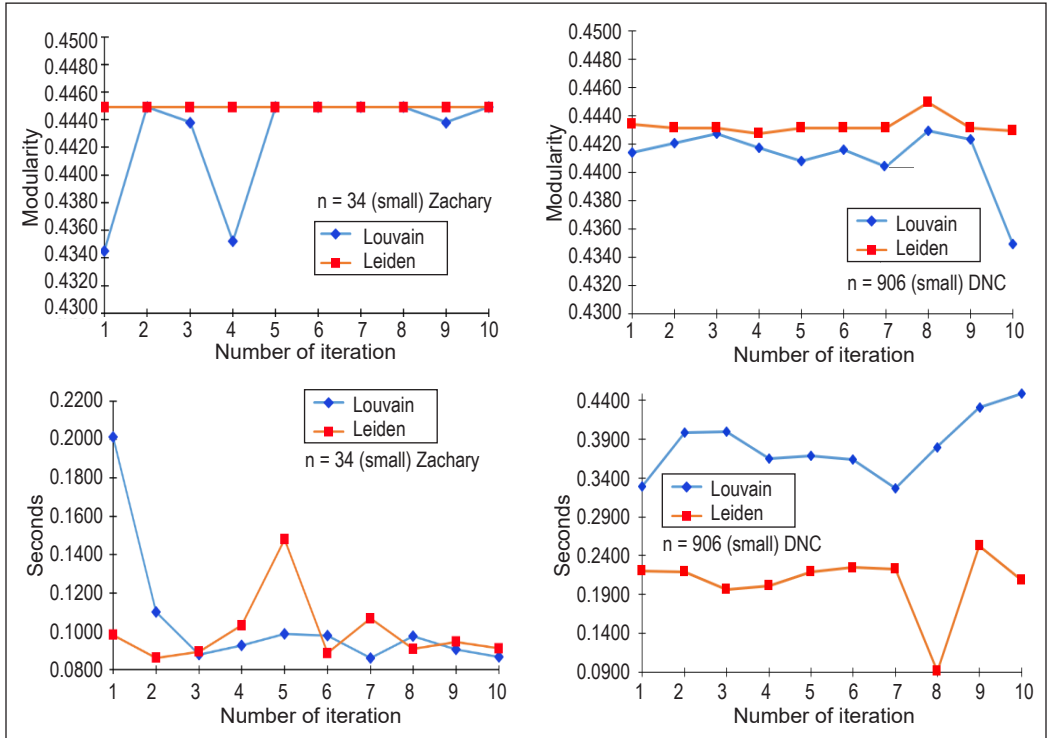 0.4500
0.4480
0.4460
0.4440
0.4420
0.4400
0.4380
0.4360
0.4340
0.4320
0.4300
Modularity
n = 34 (small) Zachary
Louvain
Leiden
1 2 3 4 5 6 7 8 9 10
Number of iteration
0.4500
0.4480
0.4460
0.4440
0.4420
0.4400
0.4380
0.4360
0.4340
0.4320
0.4300
Modularity
Louvain
Leiden
n = 906 (small) DNC
1 2 3 4 5 6 7 8 9 10
Number of iteration
0.2200
0.2000
0.1800
0.1600
0.1400
0.1200
0.1000
0.0800
Seconds
Louvain
Leiden
n = 34 (small) Zachary
1 2 3 4 5 6 7 8 9 10
Number of iteration
0.4400
0.3900
0.3400
0.2900
0.2400
0.1900
0.1400
0.0900
Seconds
Louvain
Leiden
n = 906 (small) DNC
1 2 3 4 5 6 7 8 9 10
Number of iteration